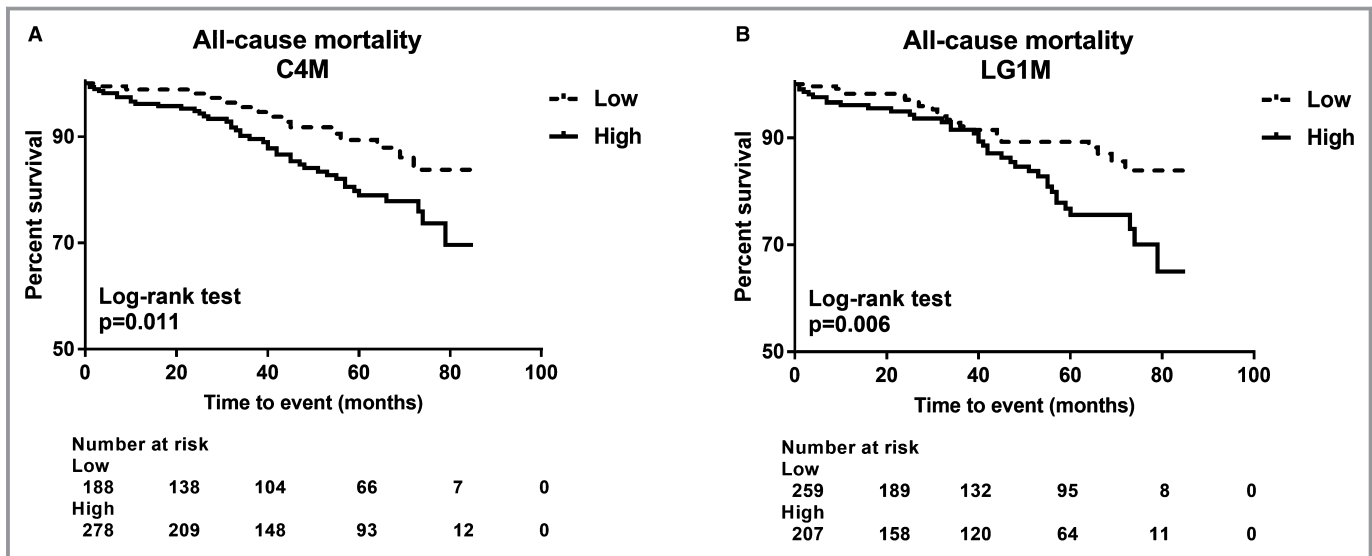 A
All-cause mortality
C4M
Low
High
Percent survival
90
70
50
Log-rank test
p=0.011
0 20 40 60 80 100
Time to event (months)
Number at risk
Low
188 138 104 66 7 0
High
278 209 148 93 12 0
B
All-cause mortality
LG1M
Low
High
Percent survival
90
70
50
Log-rank test
p=0.006
0 20 40 60 80 100
Time to event (months)
Number at risk
Low
259 189 132 95 8 0
High
207 158 120 64 11 0